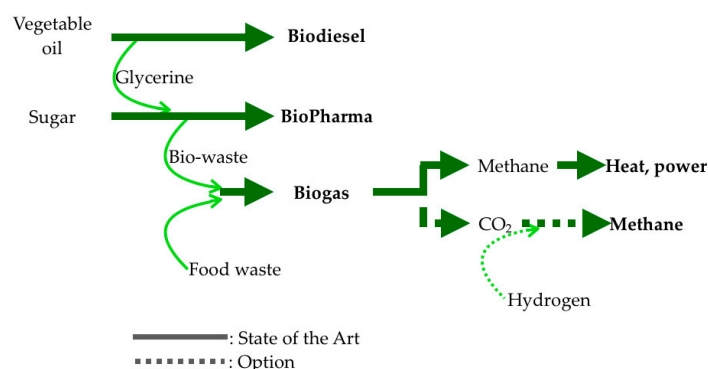 Vegetable
oil
Biodiesel
Glycerine
Sugar
BioPharma
Bio-waste
Methane
Heat, power
Biogas
CO₂
Methane
Food waste
Hydrogen
: State of the Art
: Option